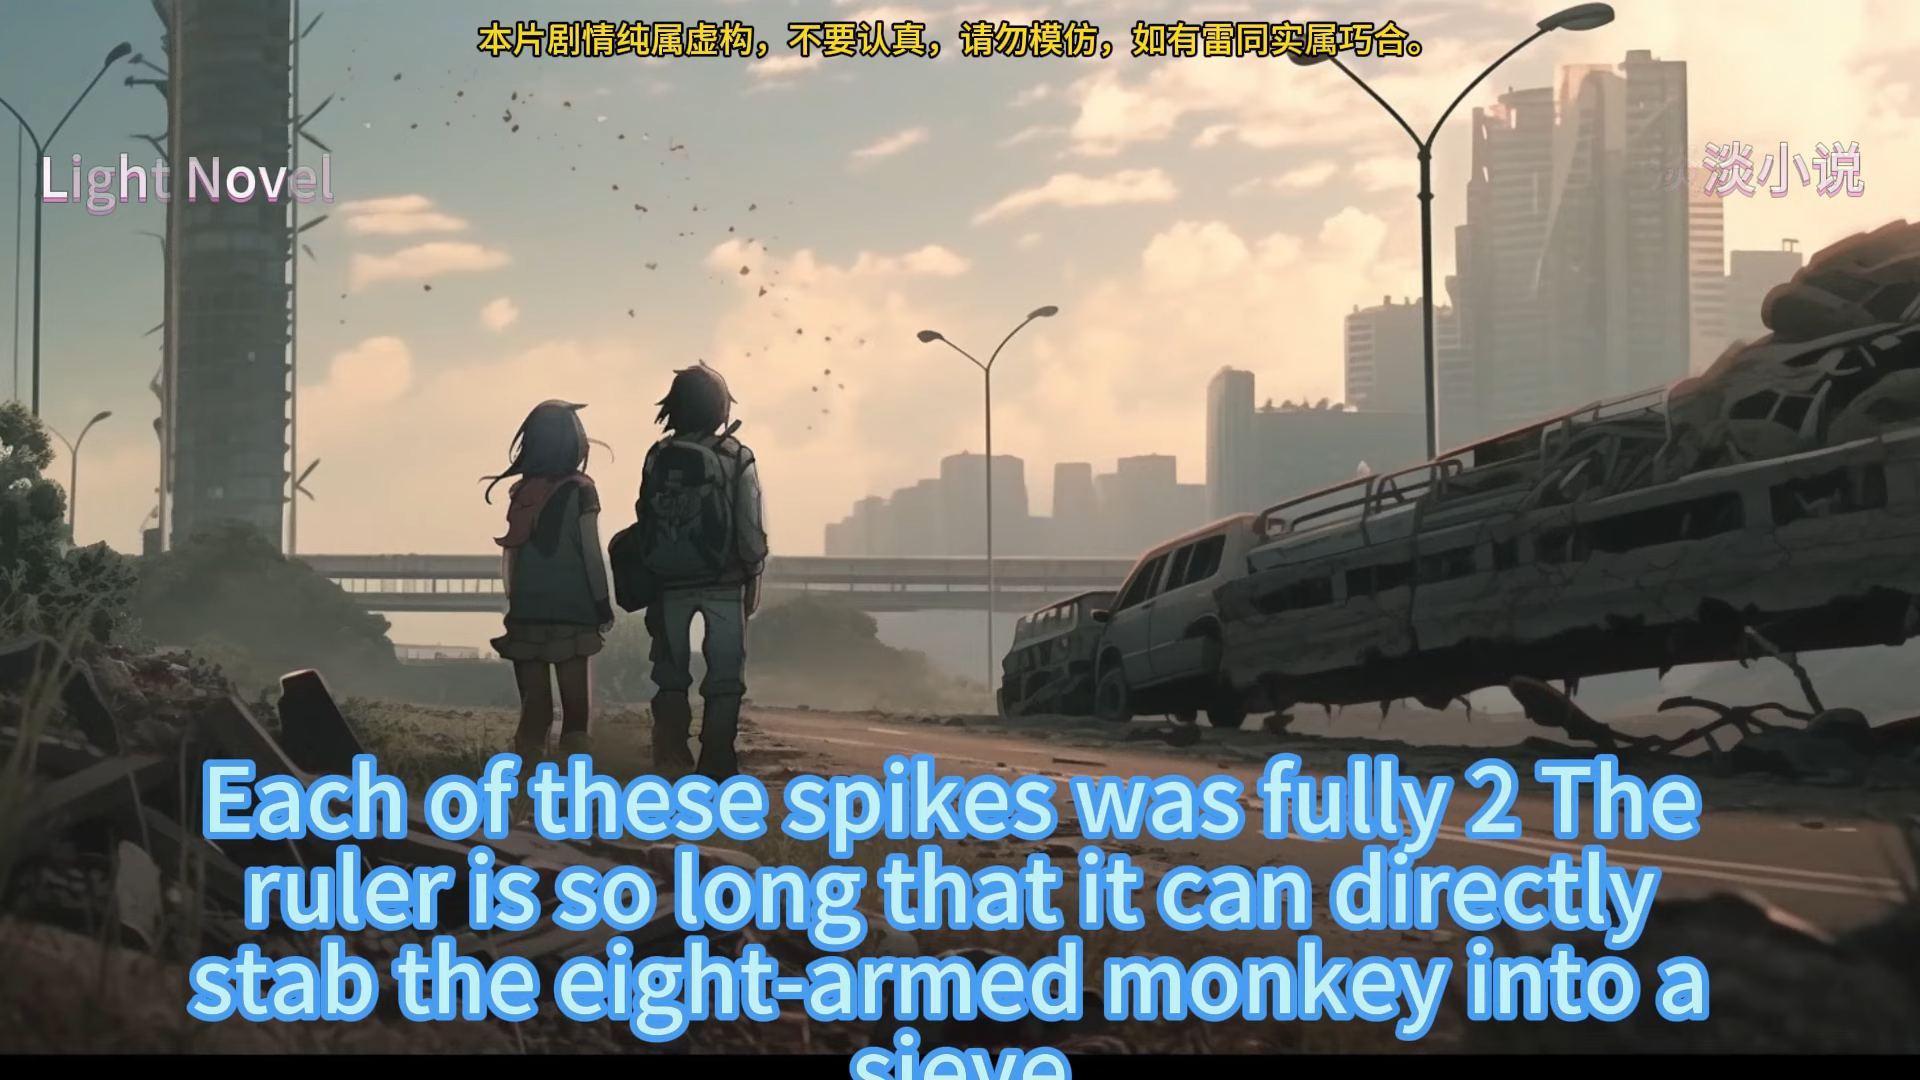 本片剧情纯属虚构，不要认真，请勿模仿，如有雷同实属巧合。
Light Novel
淡淡小说
Each of these spikes was fully 2 The
ruler is so long that it can directly
stab the eight-armed monkey into a
sieve